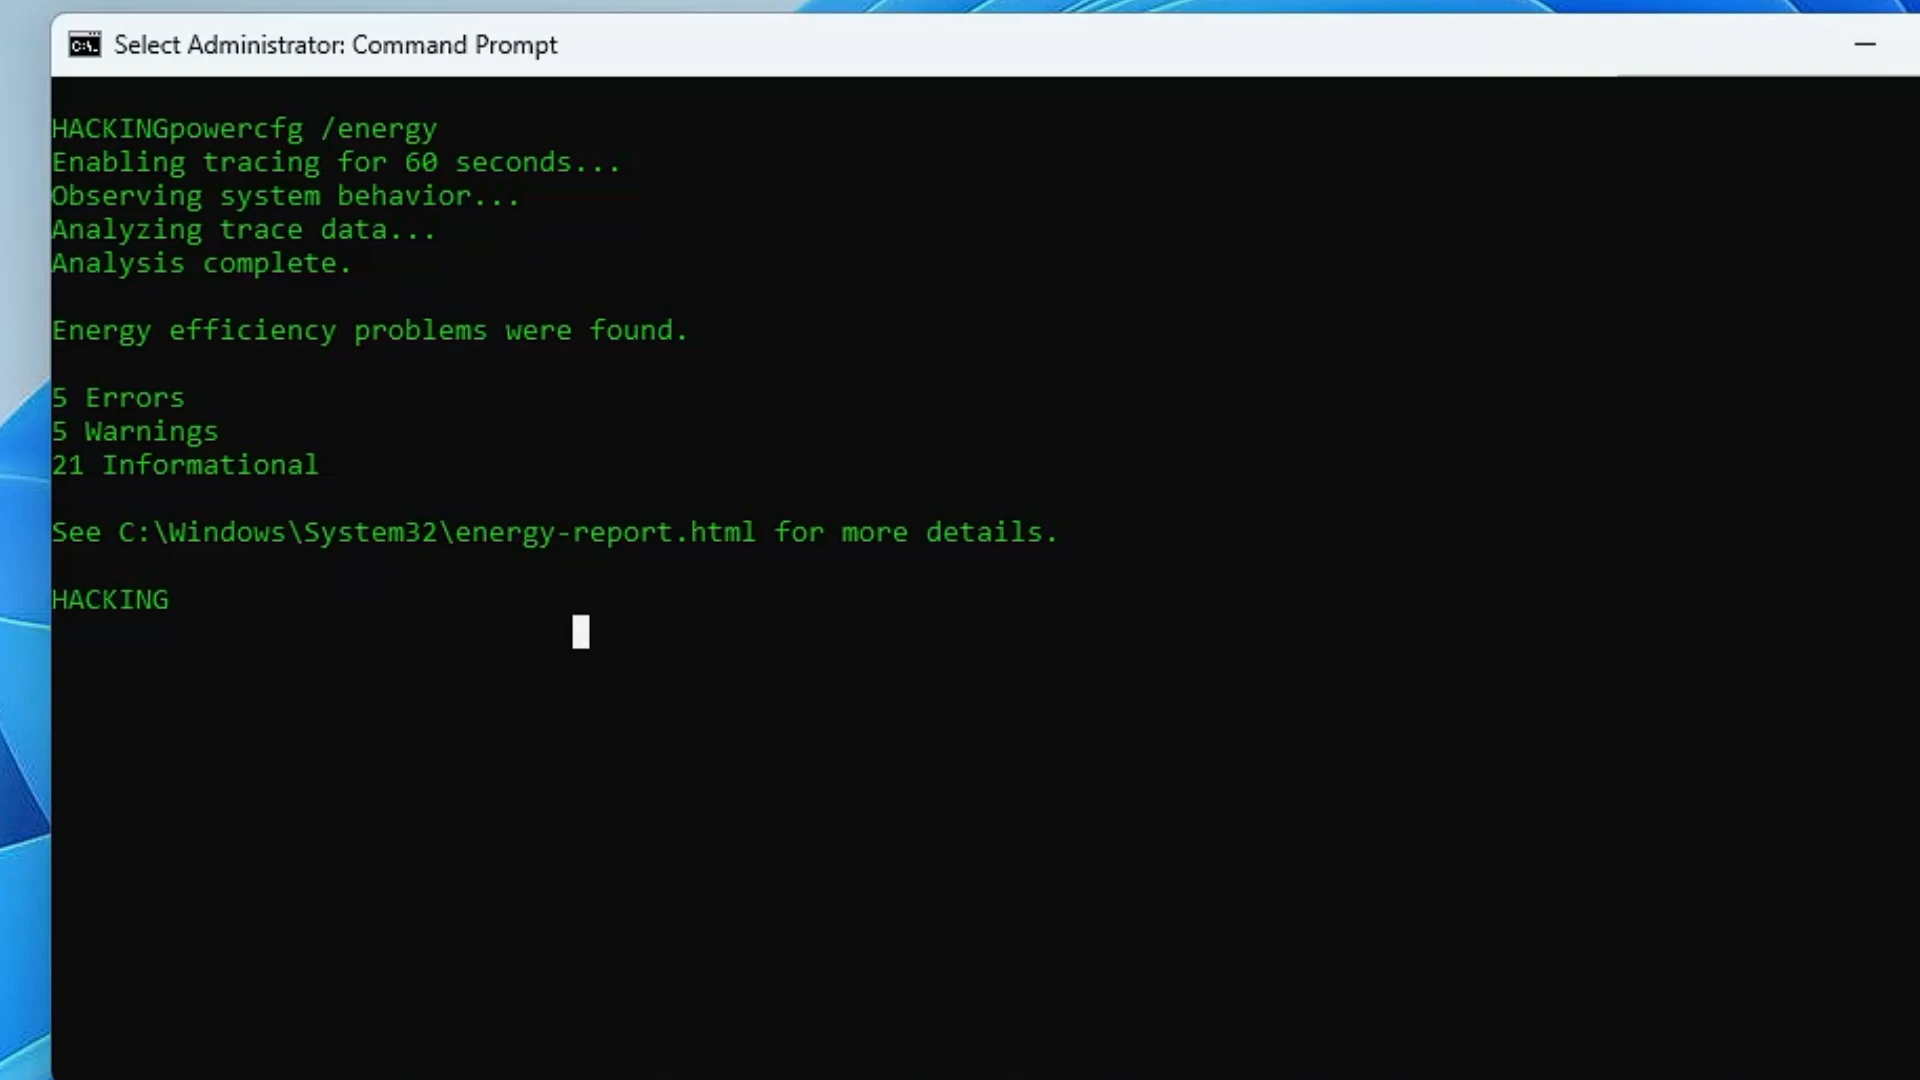 Select Administrator: Command Prompt
HACKINGpowercfg /energy
Enabling tracing for 60 seconds...
Observing system behavior...
Analyzing trace data...
Analysis complete.
Energy efficiency problems were found.
5 Errors
5 Warnings
21 Informational
See C:\Windows\System32\energy-report.html for more details.
HACKING